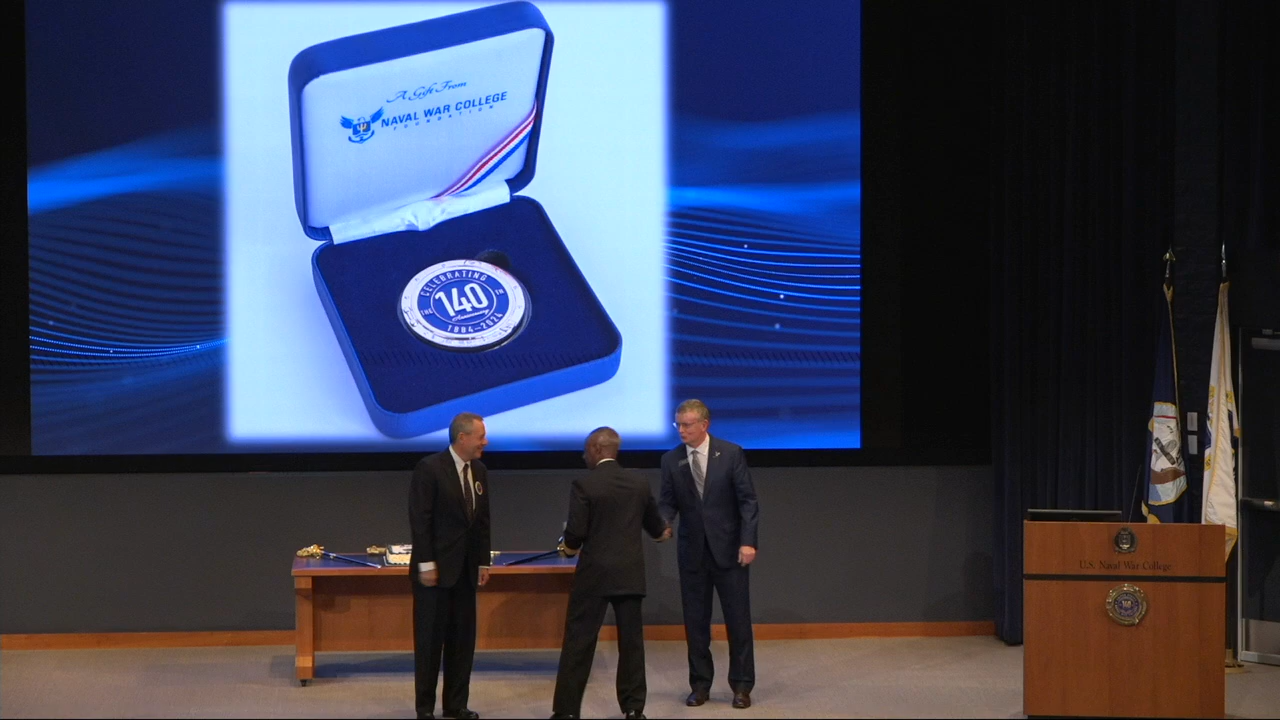 A Gift From
NAVAL WAR COLLEGE
FOUNDATION
CELEBRATING
THE 140 TH
Anniversary
1884-2024
U.S. Naval War College